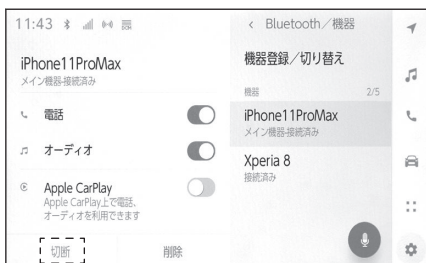 11:43
iPhone11ProMax
メイン機器-接続済み
電話
オーディオ
Apple CarPlay
Apple CarPlay上で電話、
オーディオを利用できます
切断
削除
< Bluetooth／機器
機器登録／切り替え
機器 2/5
iPhone11ProMax
メイン機器-接続済み
Xperia 8
接続済み